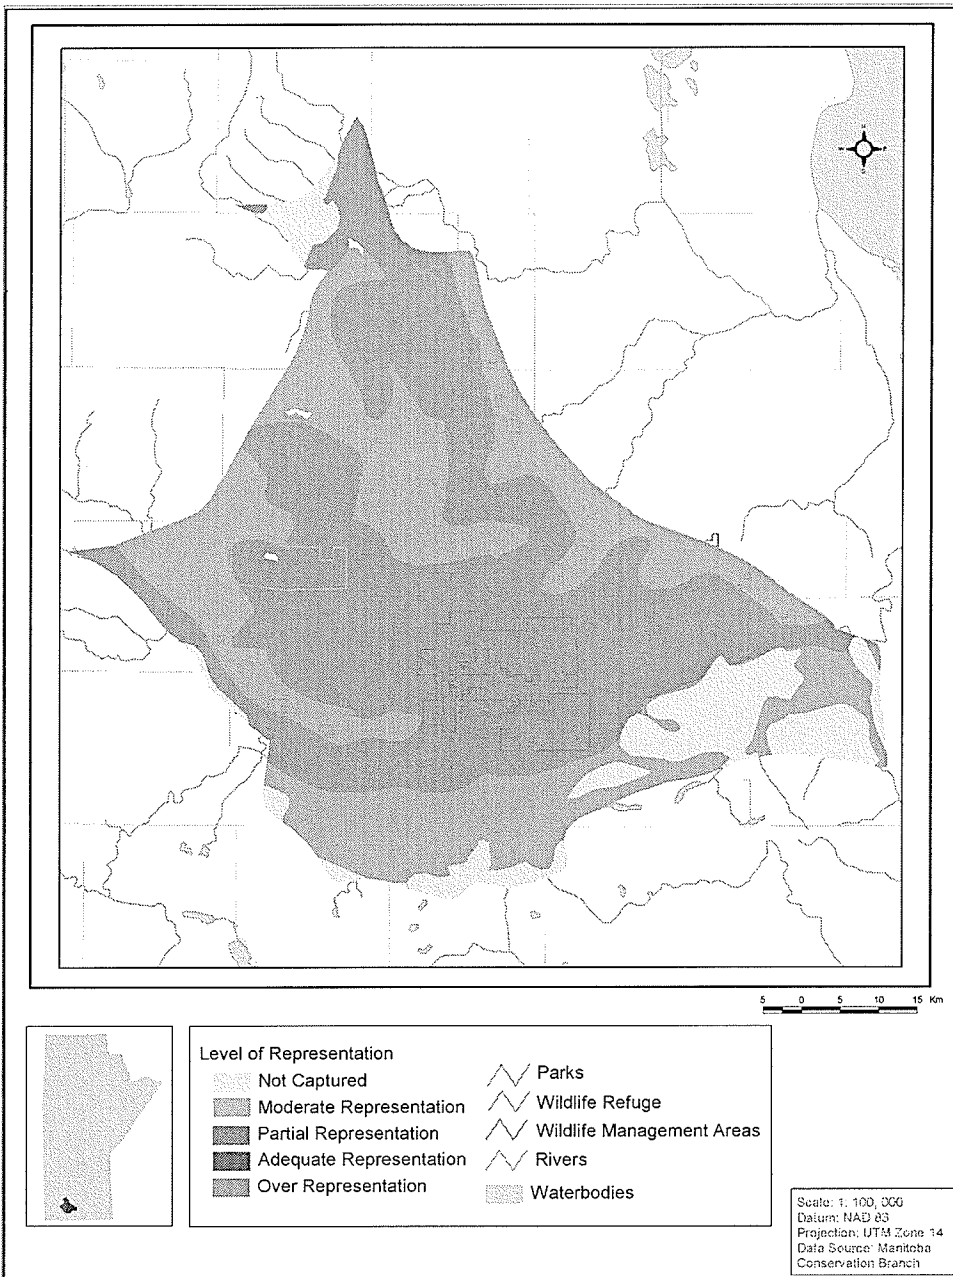 N
W E
S
5 0 5 10 15 Km
Level of Representation
Not Captured
Moderate Representation
Partial Representation
Adequate Representation
Over Representation
Parks
Wildlife Refuge
Wildlife Management Areas
Rivers
Waterbodies
Scale: 1: 100, 000
Datum: NAD 83
Projection: UTM Zone 14
Data Source: Manitoba
Conservation Branch